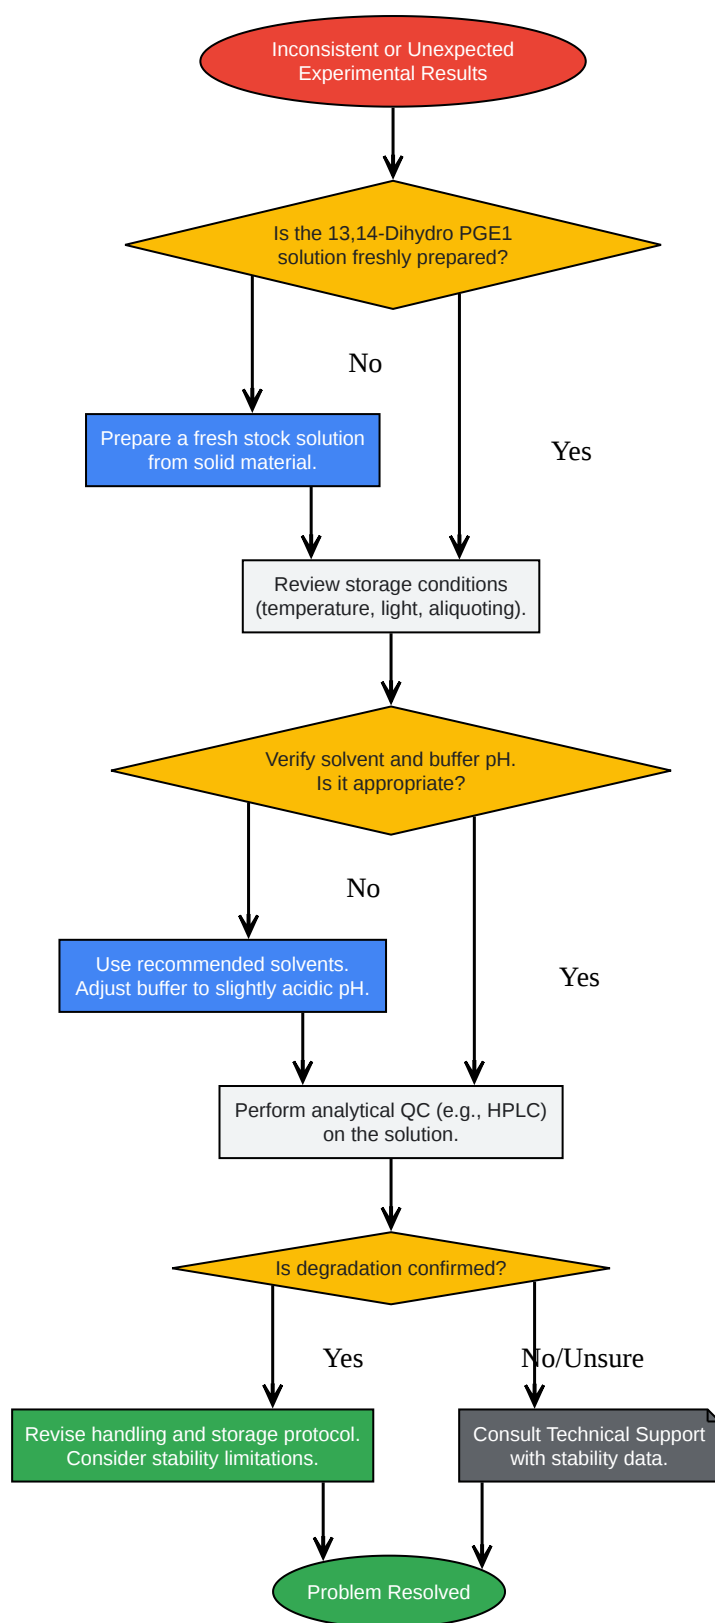 Inconsistent or Unexpected
Experimental Results
Is the 13,14-Dihydro PGE1
solution freshly prepared?
No
Prepare a fresh stock solution
from solid material.
Yes
Review storage conditions
(temperature, light, aliquoting).
Verify solvent and buffer pH.
Is it appropriate?
No
Use recommended solvents.
Adjust buffer to slightly acidic pH.
Yes
Perform analytical QC (e.g., HPLC)
on the solution.
Is degradation confirmed?
Yes
No/Unsure
Revise handling and storage protocol.
Consider stability limitations.
Consult Technical Support
with stability data.
Problem Resolved